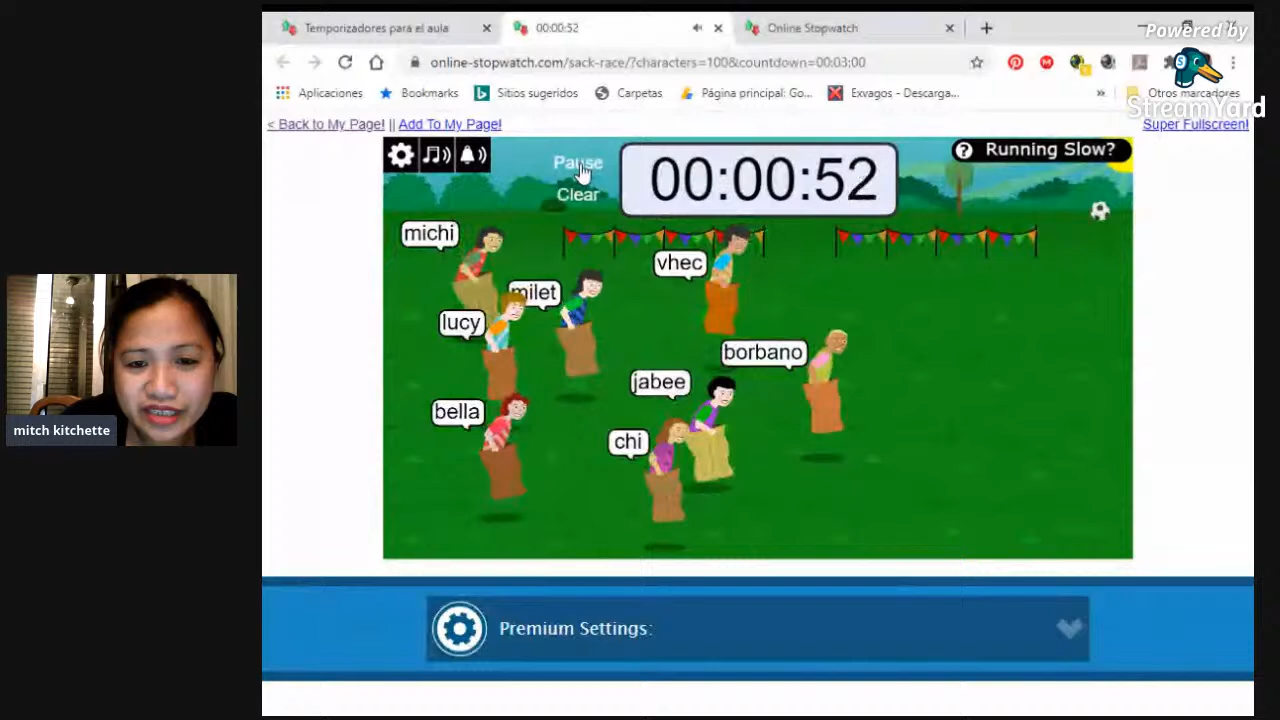 Temporizadores para el aula
00:00:52
Online Stopwatch
Powered by
online-stopwatch.com/sack-race/?characters=100&countdown=00:03:00
S
StreamYard
Aplicaciones
Bookmarks
Sitios sugeridos
Carpetas
Página principal: Go...
Exvagos - Descarga...
»
Otros marcadores
< Back to My Page! || Add To My Page!
Super Fullscreen!
Pause
Clear
00:00:52
? Running Slow?
michi
vhec
milet
lucy
borbano
jabee
bella
chi
mitch kitchette
Premium Settings: